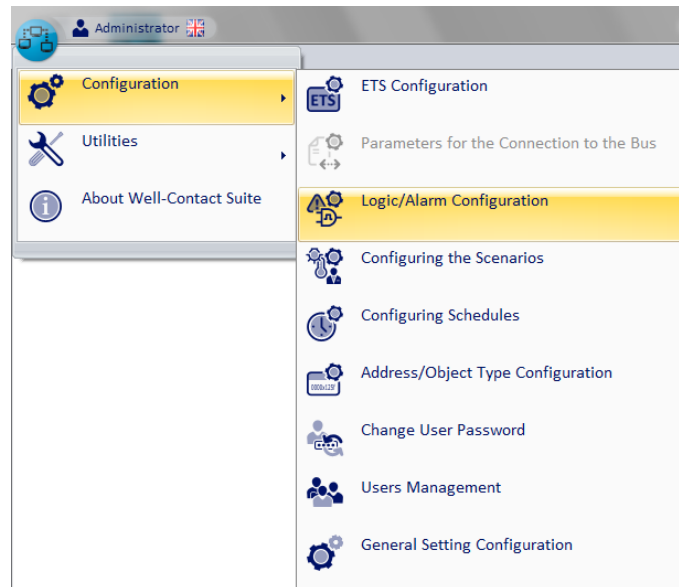 Administrator
Configuration
Utilities
About Well-Contact Suite
ETS Configuration
ETS
Parameters for the Connection to the Bus
Logic/Alarm Configuration
Configuring the Scenarios
Configuring Schedules
Address/Object Type Configuration
Change User Password
Users Management
General Setting Configuration